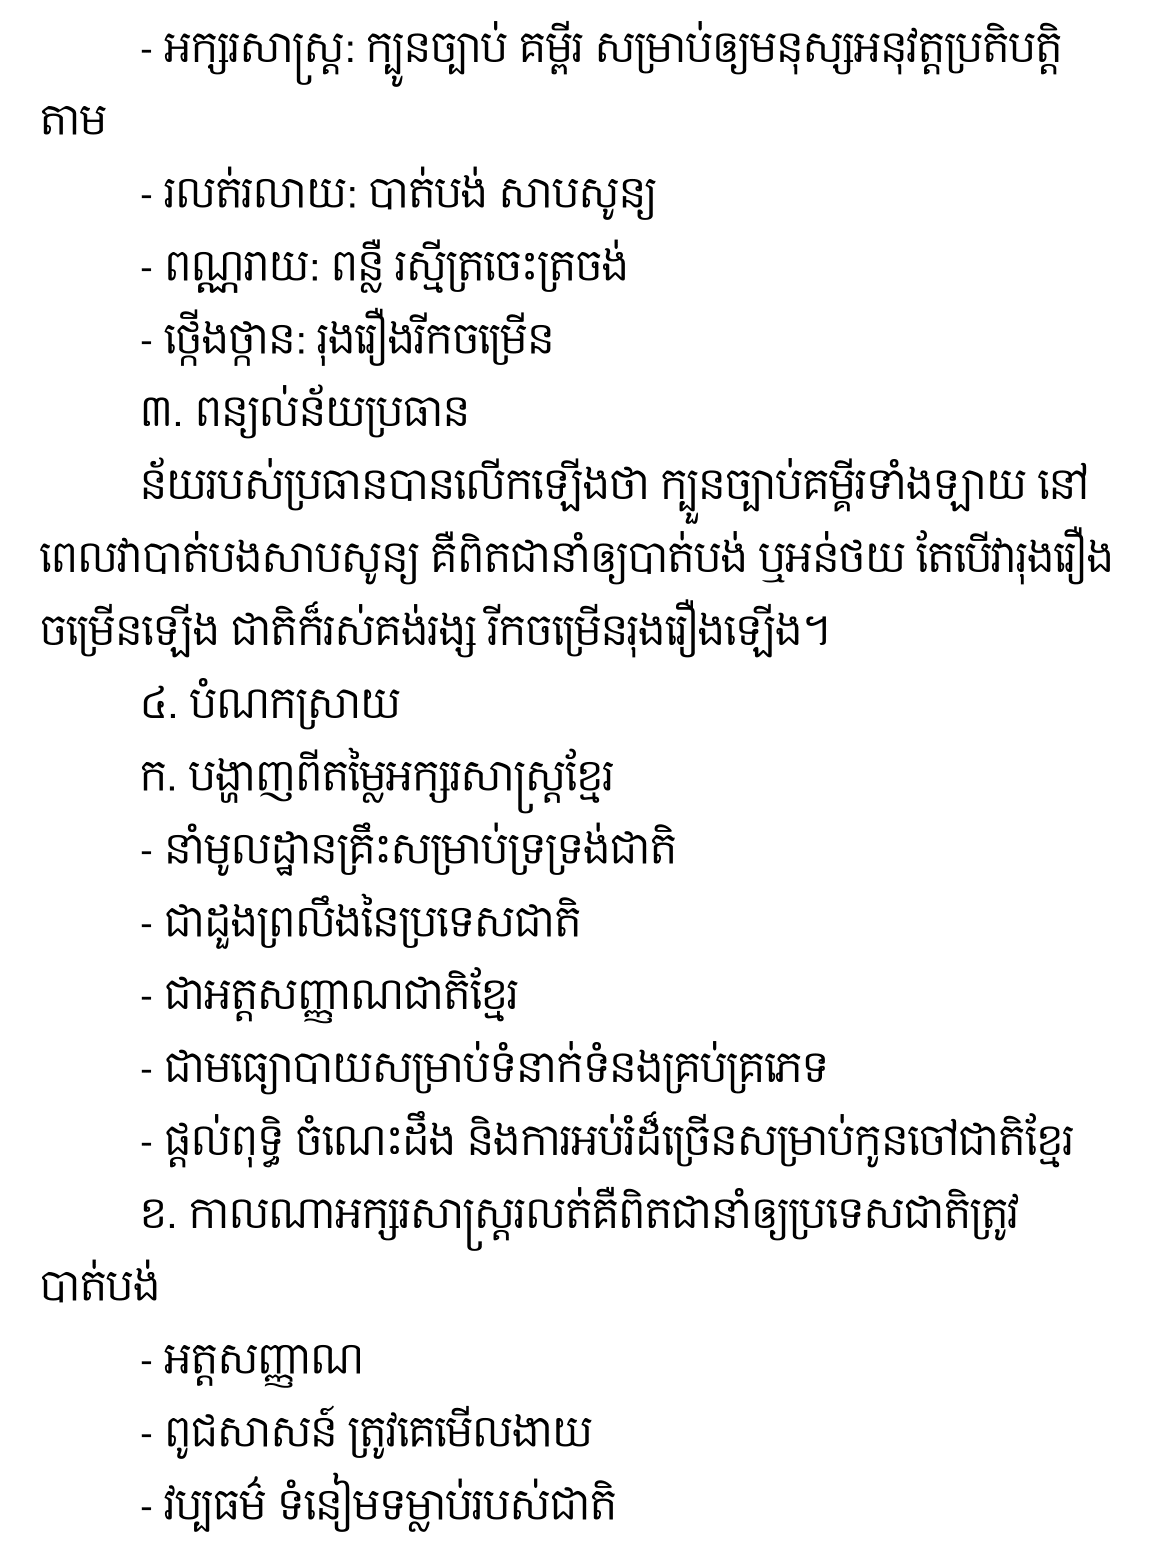 - អក្សរសាស្ត្រ: ក្បួនច្បាប់ គម្ពីរ សម្រាប់ឲ្យមនុស្សអនុវត្តប្រតិបត្តិ
តាម
- រលត់រលាយ: បាត់បង់ សាបសូន្យ
- ពណ្ណរាយ: ពន្លឺ រស្មីត្រចេះត្រចង់
- ថ្កើងថ្កាន: រុងរឿងរីកចម្រើន
៣. ពន្យល់ន័យប្រធាន
ន័យរបស់ប្រធានបានលើកឡើងថា ក្បួនច្បាប់គម្គីរទាំងឡាយ នៅ
ពេលវាបាត់បងសាបសូន្យ គឺពិតជានាំឲ្យបាត់បង់ ឬអន់ថយ តែបើវារុងរឿង
ចម្រើនឡើង ជាតិក៏រស់គង់រង្ស រីកចម្រើនរុងរឿងឡើង។
៤. បំណកស្រាយ
ក. បង្ហាញពីតម្លៃអក្សរសាស្ត្រខ្មែរ
- នាំមូលដ្ឋានគ្រឹះសម្រាប់ទ្រទ្រង់ជាតិ
- ជាដួងព្រលឹងនៃប្រទេសជាតិ
- ជាអត្តសញ្ញាណជាតិខ្មែរ
- ជាមធ្យោបាយសម្រាប់ទំនាក់ទំនងគ្រប់គ្រភេទ
- ផ្តល់ពុទ្ធិ ចំណេះដឹង និងការអប់រំដ៏ច្រើនសម្រាប់កូនចៅជាតិខ្មែរ
ខ. កាលណាអក្សរសាស្ត្ររលត់គឺពិតជានាំឲ្យប្រទេសជាតិត្រូវ
បាត់បង់
- អត្តសញ្ញាណ
- ពូជសាសន៍ ត្រូវគេមើលងាយ
- វប្បធម៌ ទំនៀមទម្លាប់របស់ជាតិ